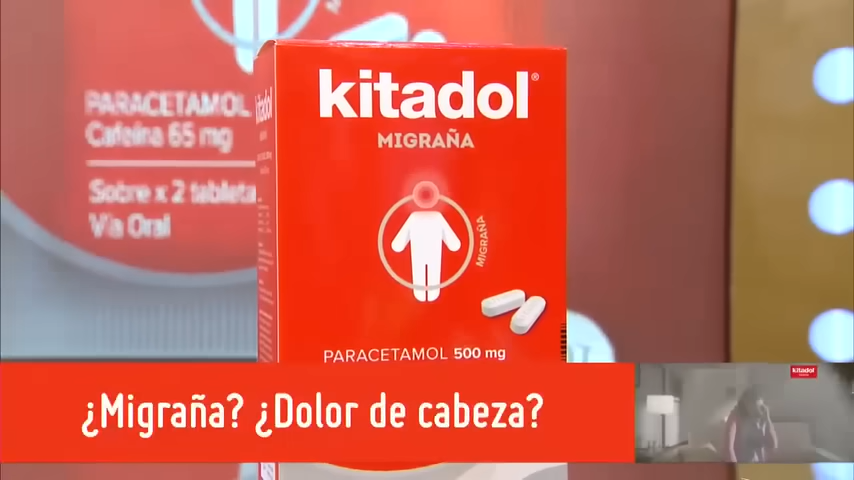 PARACETAMOL
Cafeína 65 mg
Sobre x 2 tableta
Vía Oral
kitadol
kitadol®
MIGRAÑA
MIGRAÑA
PARACETAMOL 500 mg
¿Migraña? ¿Dolor de cabeza?
kitadol